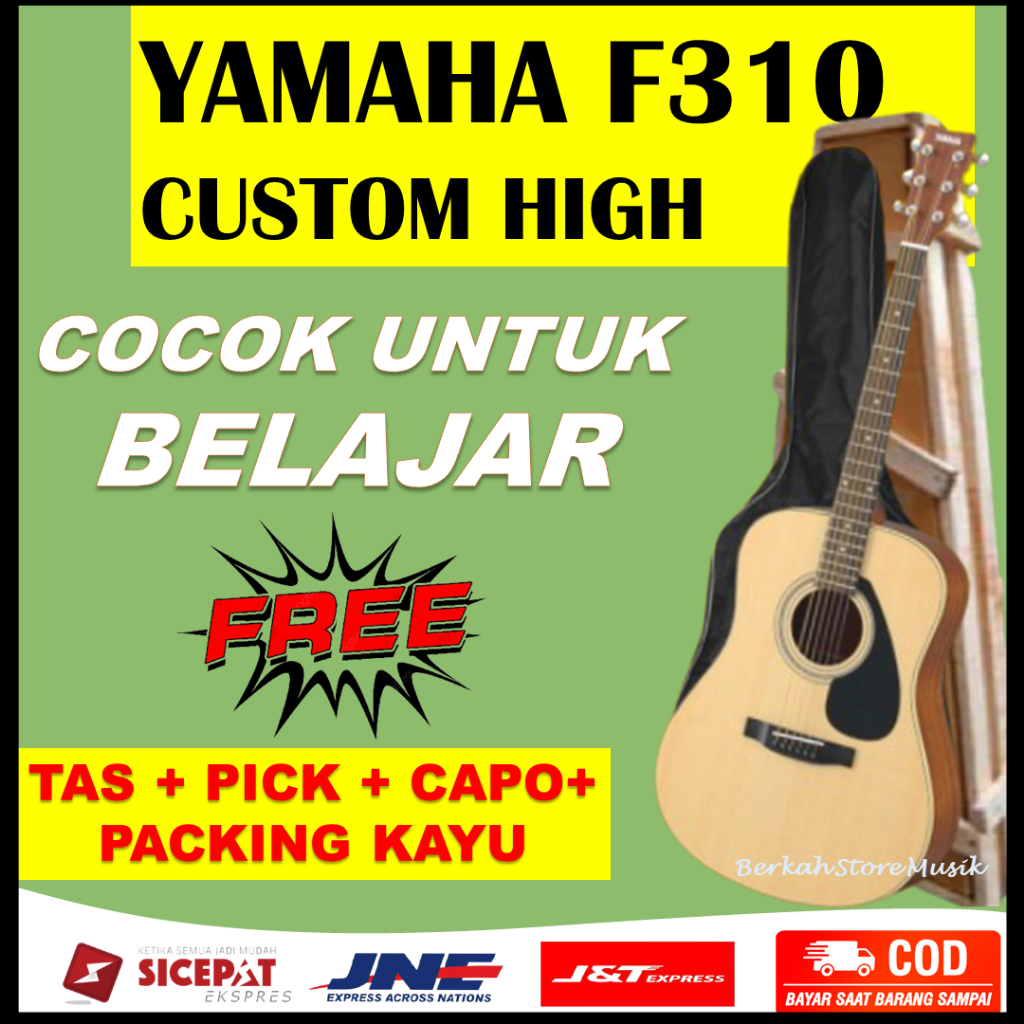 YAMAHA F310
CUSTOM HIGH
YAMAHA
COCOK UNTUK
BELAJAR
FREE
TAS + PICK + CAPO+
PACKING KAYU
BerkahStoreMusik
KETIKA SEMUA JADI MUDAH
SICEPAT
EKSPRES
JNE
EXPRESS ACROSS NATIONS
J&T EXPRESS
COD
BAYAR SAAT BARANG SAMPAI